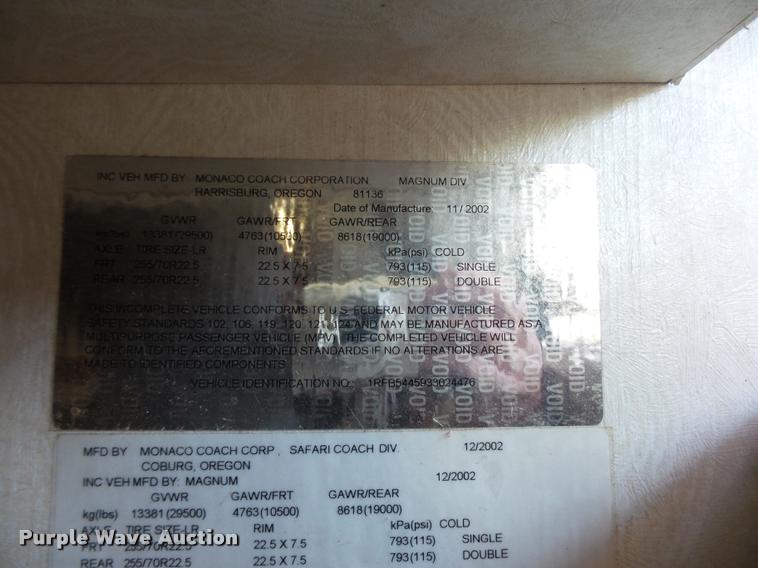 INC VEH MFD BY MONACO COACH CORPORATION MAGNUM DIV
HARRISBURG, OREGON 81136
Date of Manufacture: 11/2002
GVWR GAWR/FRT GAWR/REAR
kg(lbs) 13381(29500) 4763(10500) 8618(19000)
AXLE TIRE SIZE-LR RIM kPa(psi) COLD
FRT 255/70R22.5 22.5 X 7.5 793(115) SINGLE
REAR 255/70R22.5 22.5 X 7.5 793(115) DOUBLE
THIS INCOMPLETE VEHICLE CONFORMS TO U.S. FEDERAL MOTOR VEHICLE
SAFETY STANDARDS 102, 106, 119, 120, 121, 124 AND MAY BE MANUFACTURED AS A
MULTIPURPOSE PASSENGER VEHICLE (MPV). THE COMPLETED VEHICLE WILL
CONFORM TO THE AFOREMENTIONED STANDARDS IF NO ALTERATIONS ARE
MADE TO IDENTIFIED COMPONENTS
VEHICLE IDENTIFICATION NO. 1RFB5445933024476
MFD BY MONACO COACH CORP., SAFARI COACH DIV. 12/2002
COBURG, OREGON
INC VEH MFD BY: MAGNUM 12/2002
GVWR GAWR/FRT GAWR/REAR
kg(lbs) 13381(29500) 4763(10500) 8618(19000)
AXLE TIRE SIZE-LR RIM kPa(psi) COLD
FRT 255/70R22.5 22.5 X 7.5 793(115) SINGLE
REAR 255/70R22.5 22.5 X 7.5 793(115) DOUBLE
Purple Wave Auction